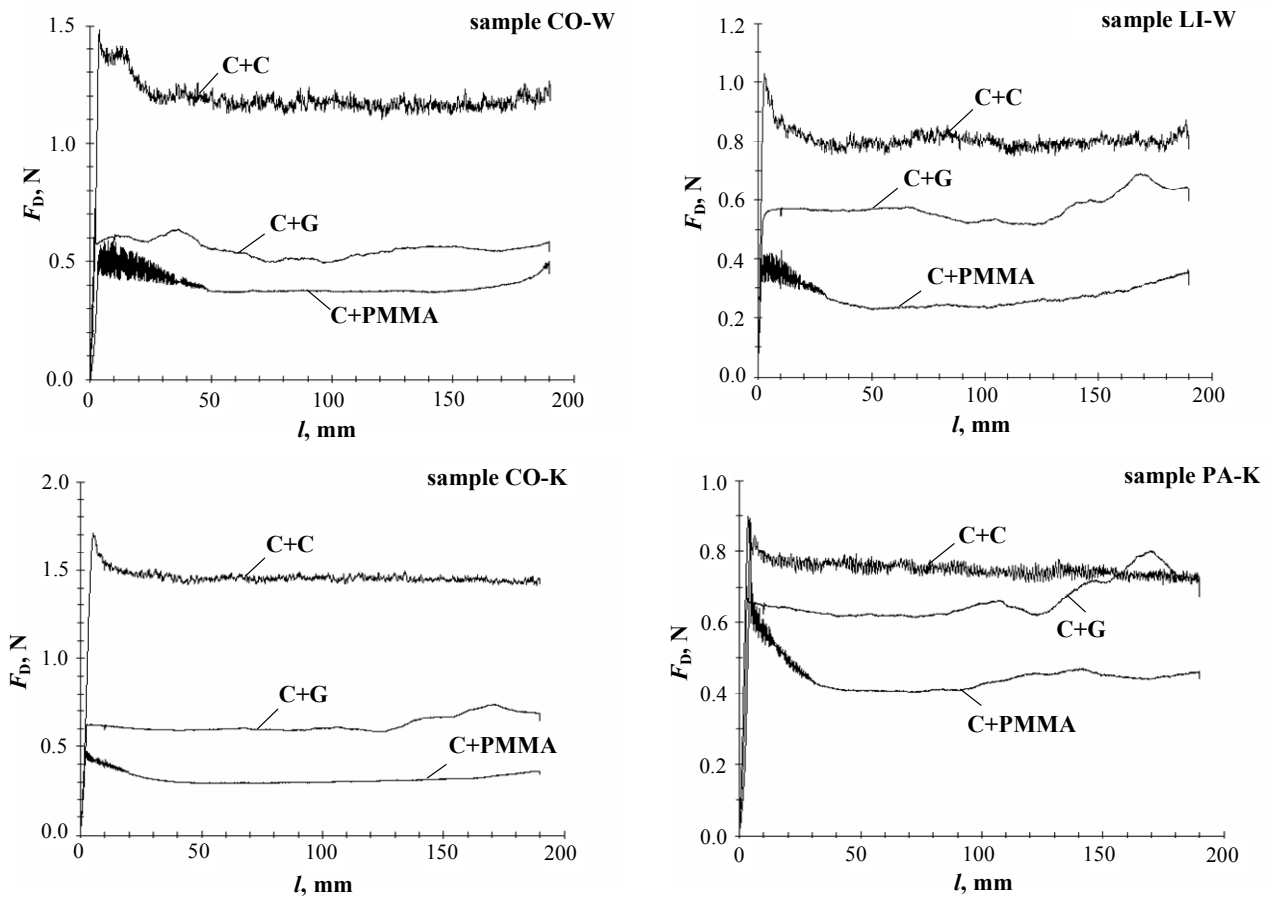 sample CO-W
1.5
1.0
0.5
0.0
F_D, N
C+C
C+G
C+PMMA
0 50 100 150 200
l, mm
sample LI-W
1.2
1.0
0.8
0.6
0.4
0.2
0.0
F_D, N
C+C
C+G
C+PMMA
0 50 100 150 200
l, mm
sample CO-K
2.0
1.5
1.0
0.5
0.0
F_D, N
C+C
C+G
C+PMMA
0 50 100 150 200
l, mm
sample PA-K
1.0
0.8
0.6
0.4
0.2
0.0
F_D, N
C+C
C+G
C+PMMA
0 50 100 150 200
l, mm